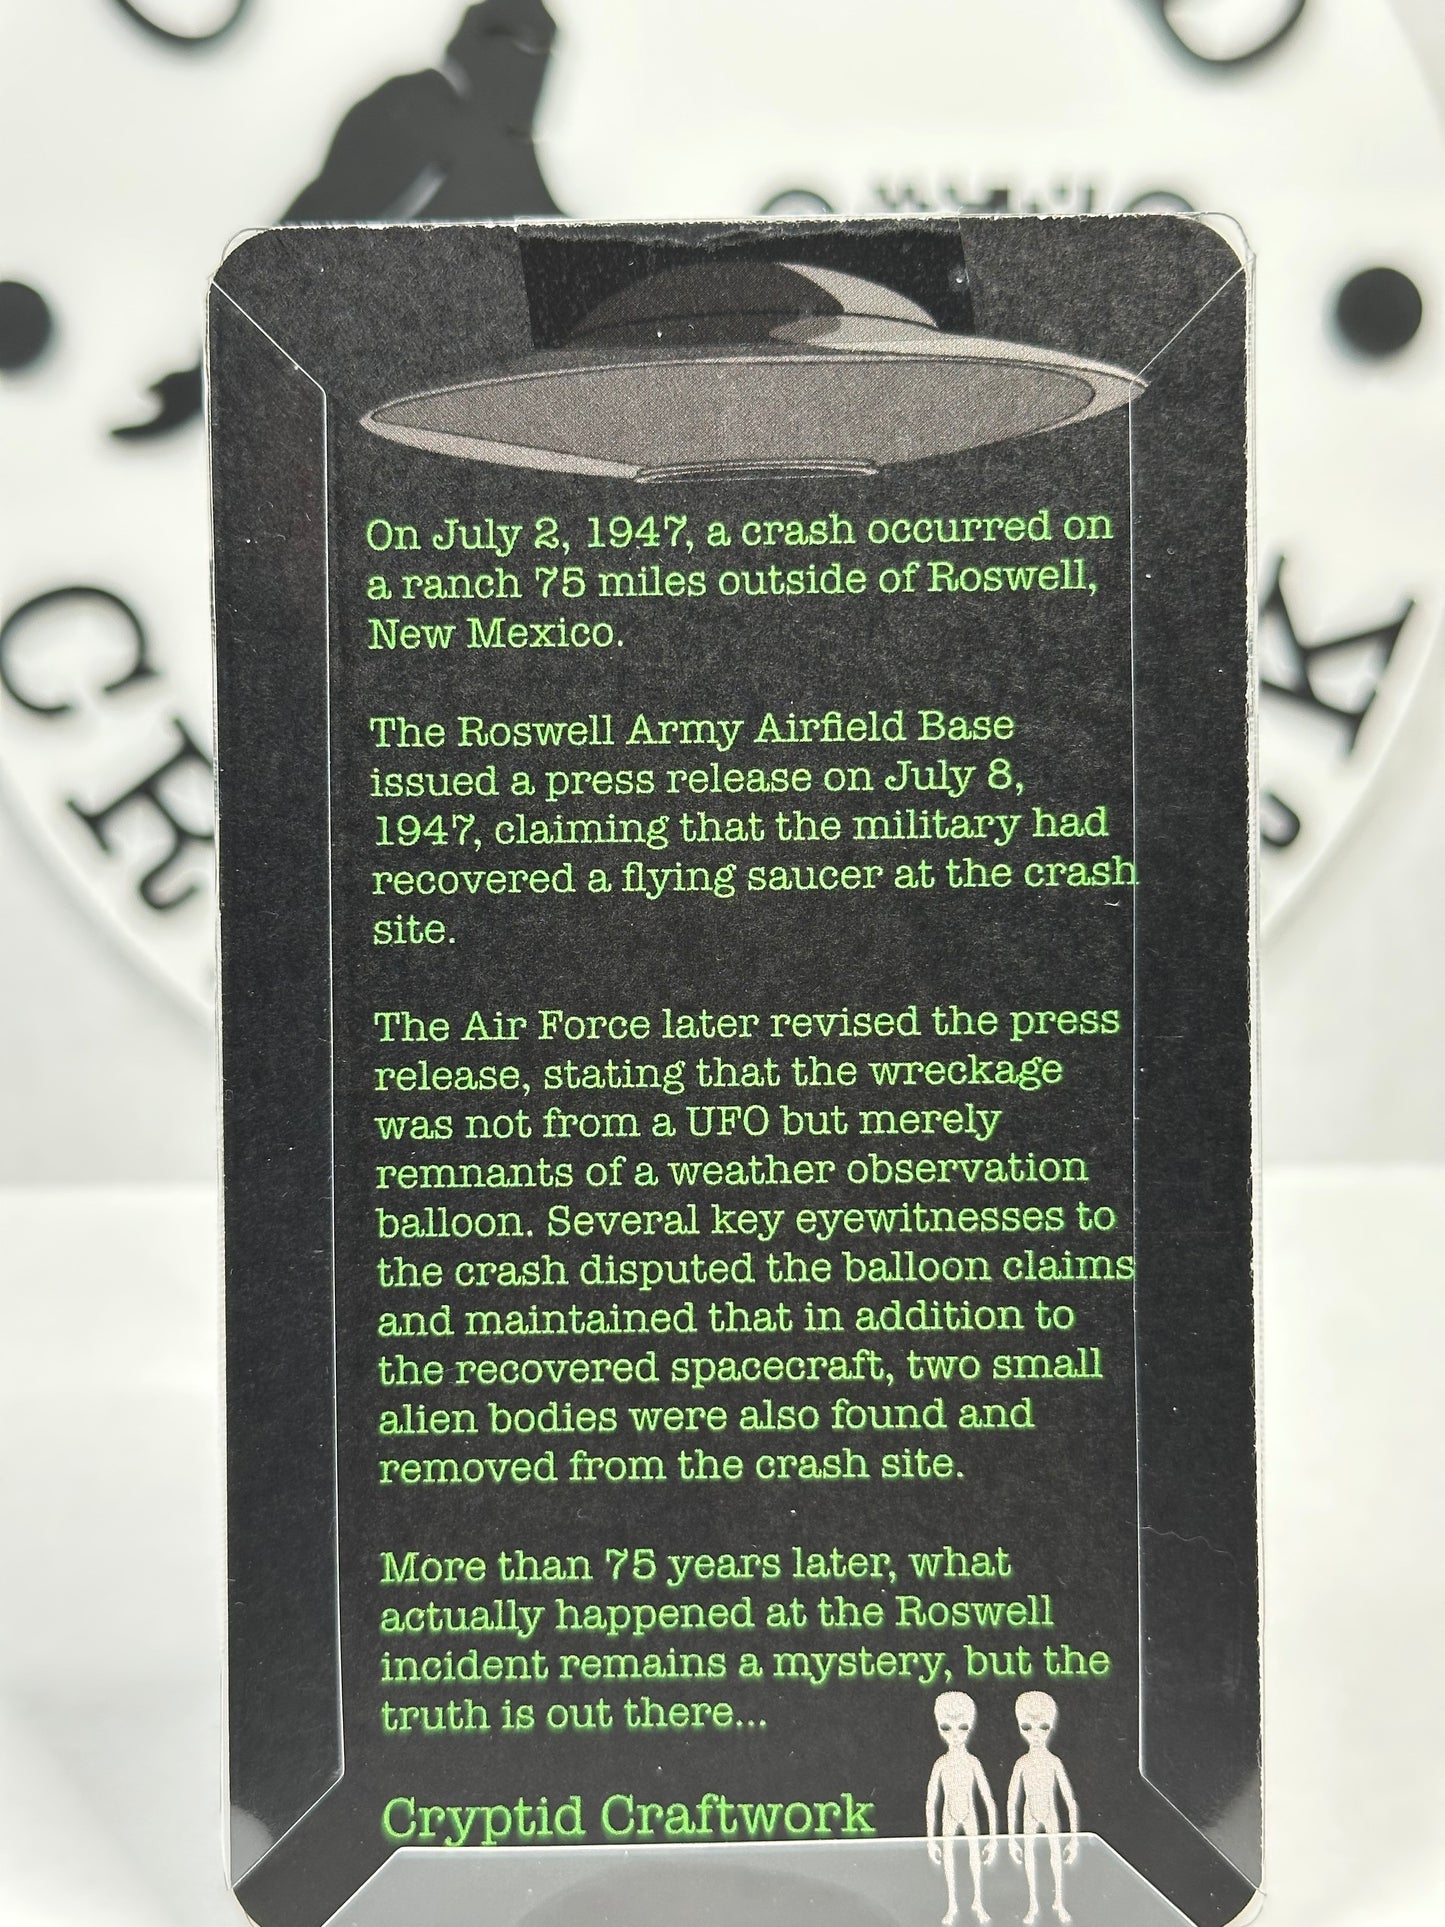 On July 2, 1947, a crash occurred on
a ranch 75 miles outside of Roswell,
New Mexico.
The Roswell Army Airfield Base
issued a press release on July 8,
1947, claiming that the military had
recovered a flying saucer at the crash
site.
The Air Force later revised the press
release, stating that the wreckage
was not from a UFO but merely
remnants of a weather observation
balloon. Several key eyewitnesses to
the crash disputed the balloon claims
and maintained that in addition to
the recovered spacecraft, two small
alien bodies were also found and
removed from the crash site.
More than 75 years later, what
actually happened at the Roswell
incident remains a mystery, but the
truth is out there...
Cryptid Craftwork